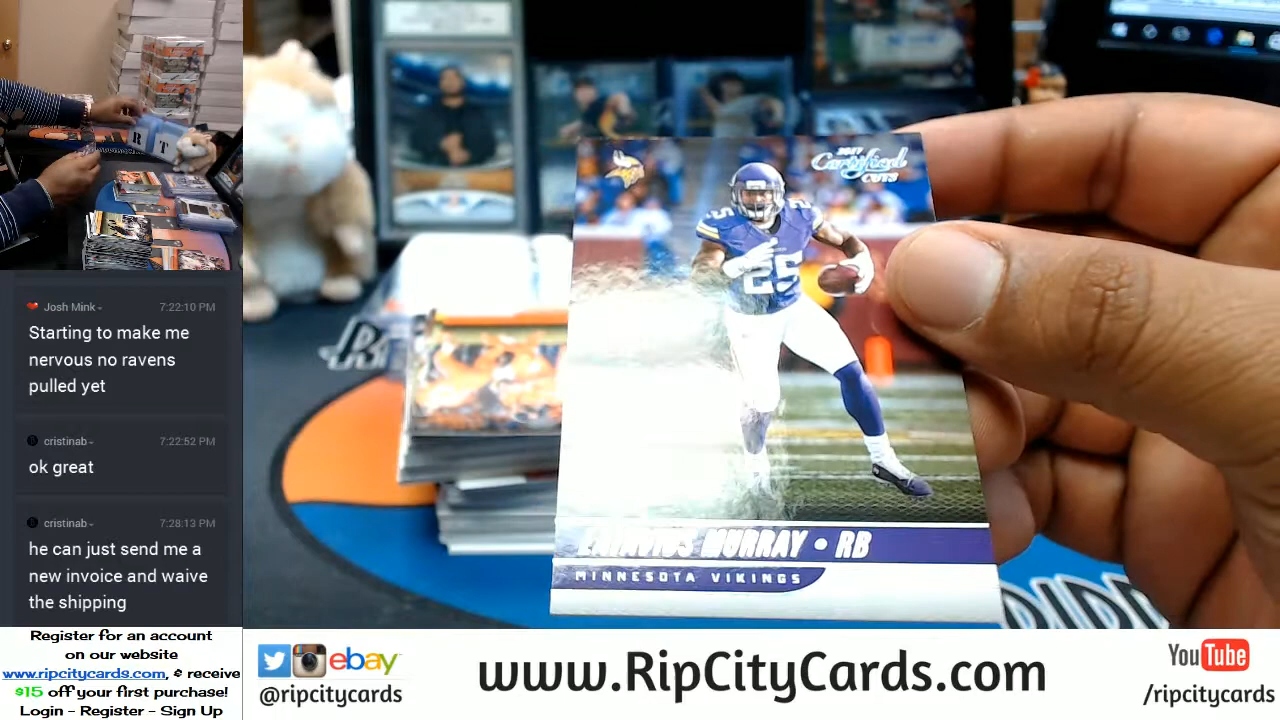 R T
Josh Mink
7:22:10 PM
Starting to make me
nervous no ravens
pulled yet
cristinab
7:22:52 PM
ok great
cristinab
7:28:13 PM
he can just send me a
new invoice and waive
the shipping
Register for an account
on our website
www.ripcitycards.com, & receive
$15 off your first purchase!
Login - Register - Sign Up
2017
Certified
CUTS
25
25
LATAVIUS MURRAY • RB
MINNESOTA VIKINGS
ebay
@ripcitycards
www.RipCityCards.com
YouTube
/ripcitycards